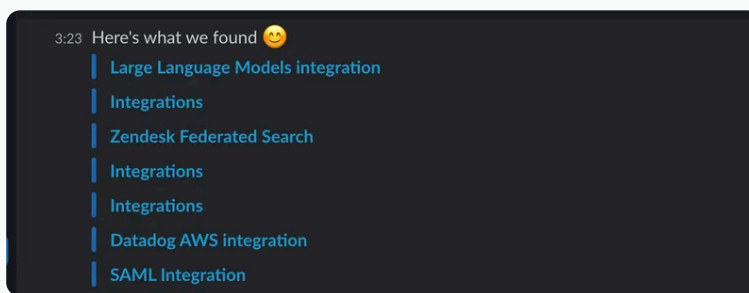 3:23 Here's what we found 😊
Large Language Models integration
Integrations
Zendesk Federated Search
Integrations
Integrations
Datadog AWS integration
SAML Integration